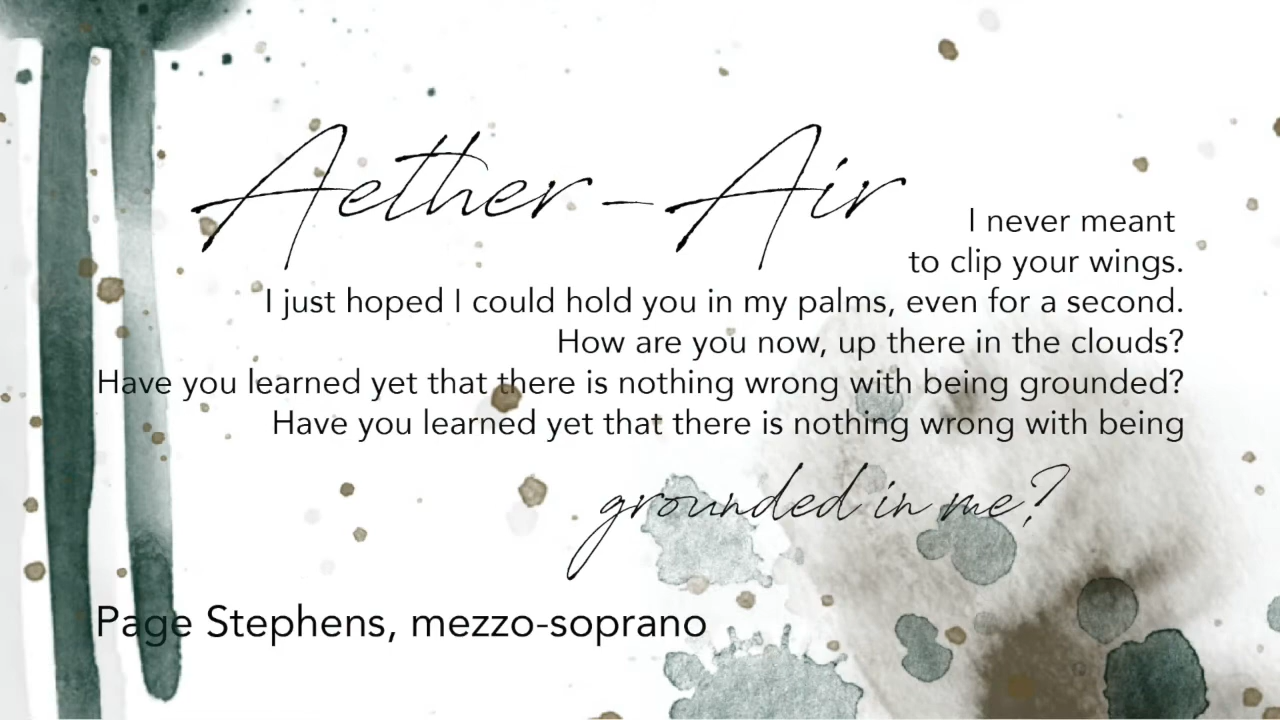 Aether - Air
I never meant
to clip your wings.
I just hoped I could hold you in my palms, even for a second.
How are you now, up there in the clouds?
Have you learned yet that there is nothing wrong with being grounded?
Have you learned yet that there is nothing wrong with being
grounded in me?
Page Stephens, mezzo-soprano